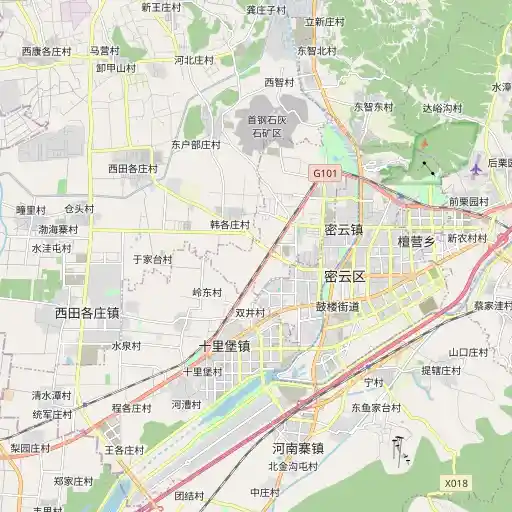 龚庄子村
新王庄村
立新庄村
西康各庄村
马营村
东智北村
河北庄村
卸甲山村
西智村
水漳
首钢石灰
石矿区
东智东村
达峪沟村
东户部庄村
后栗园
西田各庄村
G101
前栗园村
疃里村
仓头村
韩各庄村
渤海寨村
密云镇
檀营乡
新农村村
水洼屯村
于家台村
密云区
岭东村
西田各庄镇
双井村
鼓楼街道
蔡家洼村
水泉村
十里堡镇
山口庄村
十里堡村
宁村
提辖庄村
清水潭村
统军庄村
程各庄村
河漕村
东鱼家台村
梨园庄村
王各庄村
河南寨镇
北金沟屯村
郑家庄村
X018
团结村
中庄村
丰里村